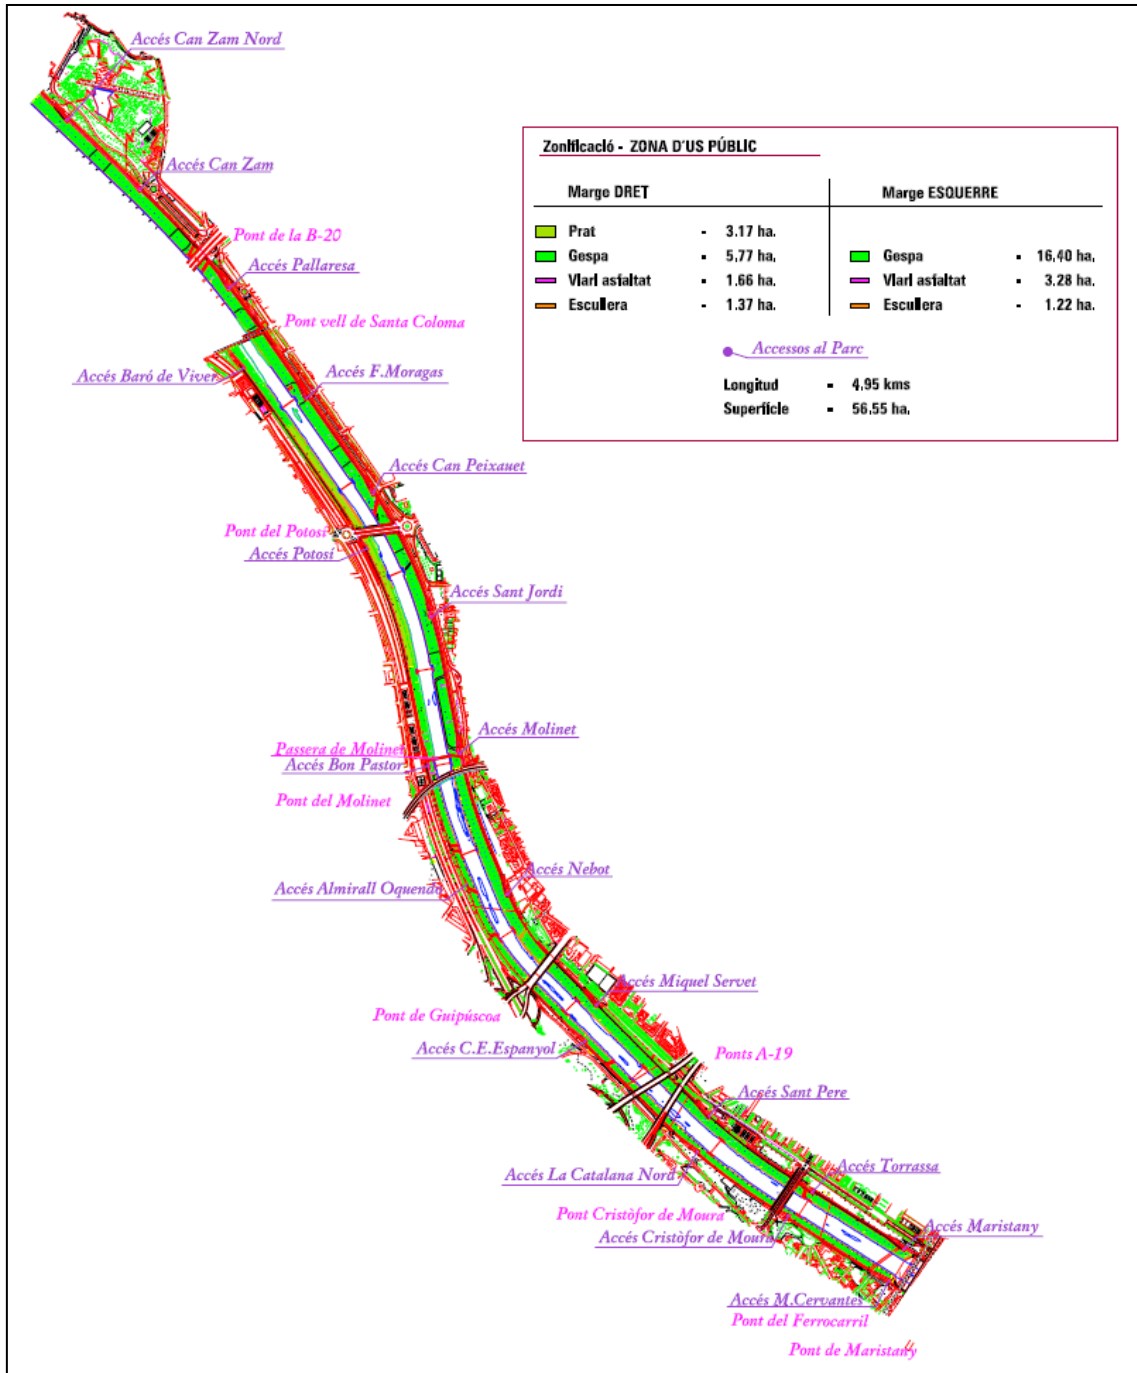 Accés Can Zam Nord
Zonificació - ZONA D'US PÚBLIC
Marge DRET
Marge ESQUERRE
Prat - 3.17 ha.
Gespa - 5,77 ha,
Gespa - 16,40 ha,
Vlarl asfaltat - 1.66 ha.
Vlarl asfaltat - 3.28 ha.
Escullera - 1.37 ha.
Escullera - 1.22 ha.
Accessos al Parc
Longitud - 4,95 kms
Superfície - 56,55 ha,
Accés Can Zam
Pont de la B-20
Accés Pallaresa
Pont vell de Santa Coloma
Accés Baró de Viver
Accés F.Moragas
Accés Can Peixauet
Pont del Potosí
Accés Potosí
Accés Sant Jordi
Accés Molinet
Passera de Molinet
Accés Bon Pastor
Pont del Molinet
Accés Nebot
Accés Almirall Oquendo
Accés Miquel Servet
Pont de Guipúscoa
Accés C.E.Espanyol
Ponts A-19
Accés Sant Pere
Accés La Catalana Nord
Accés Torrassa
Pont Cristòfor de Moura
Accés Cristòfor de Moura
Accés Maristany
Accés M.Cervantes
Pont del Ferrocarril
Pont de Maristany